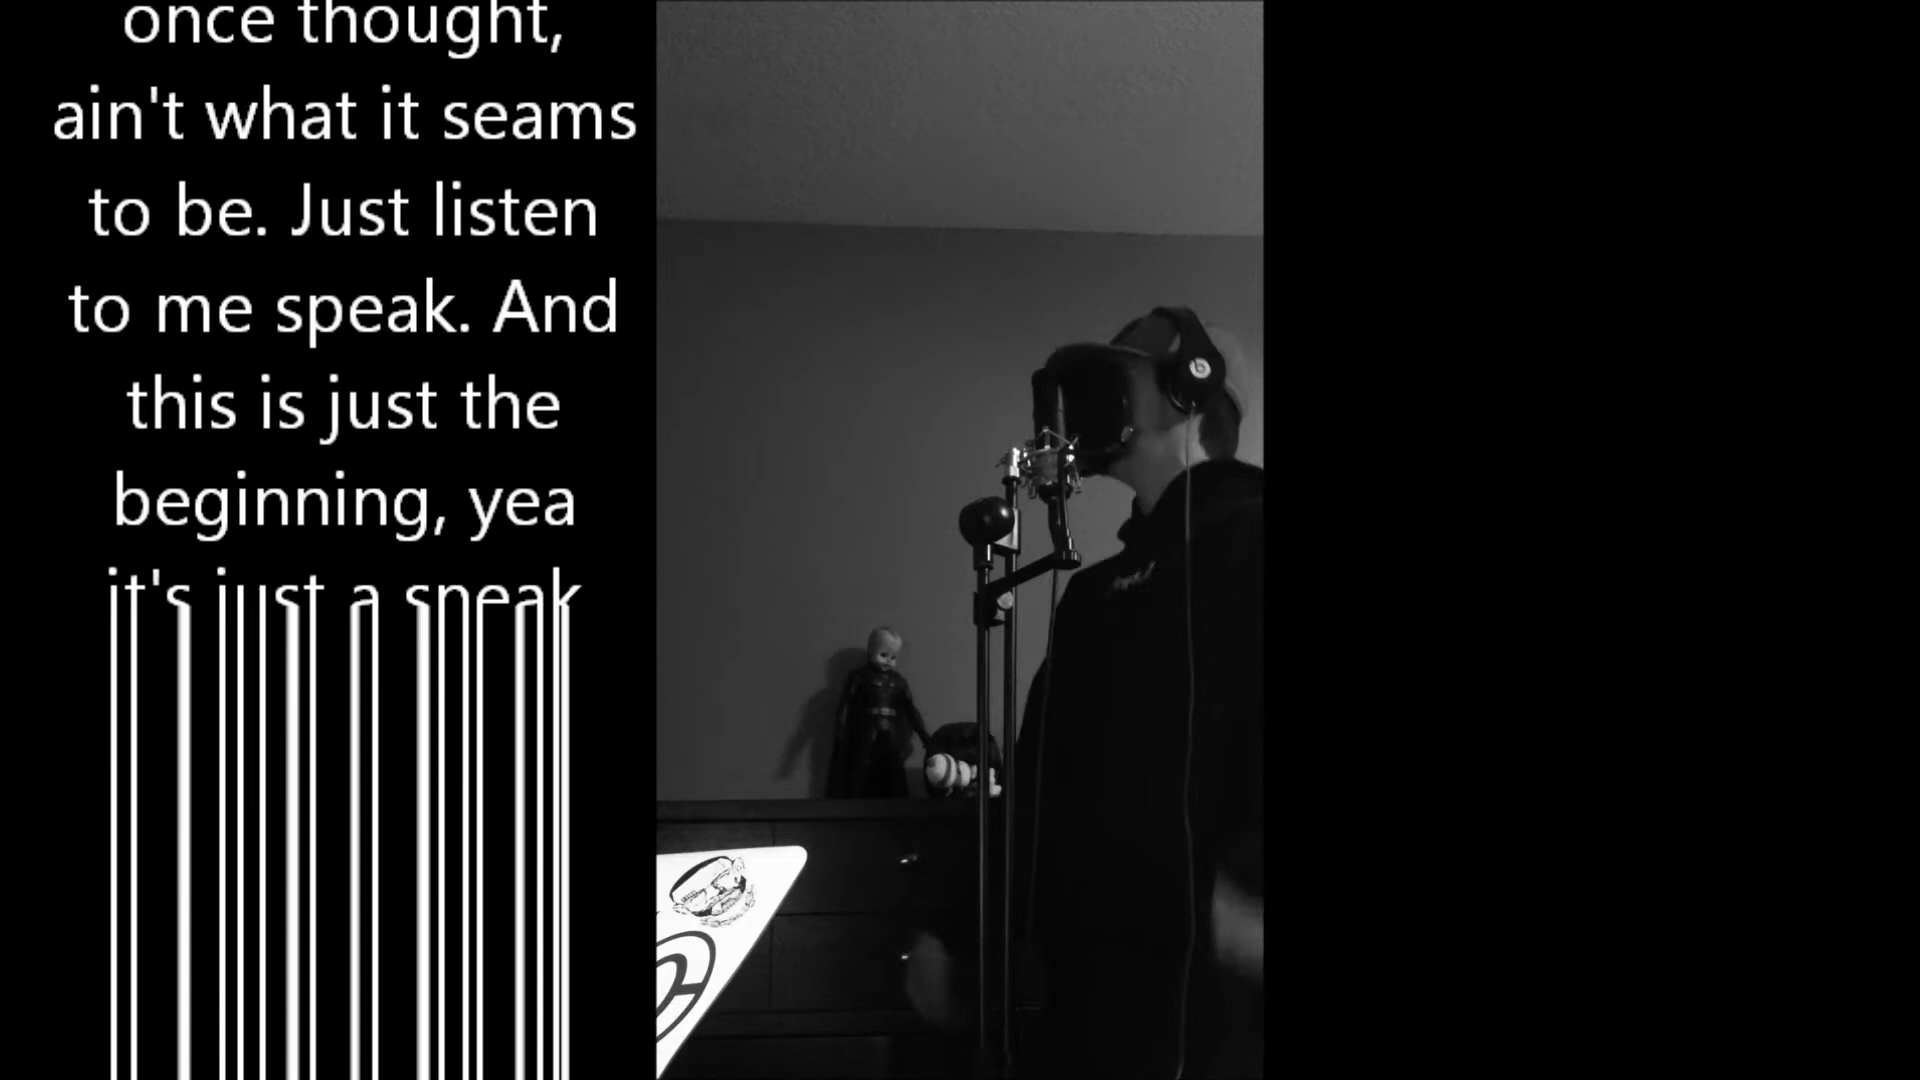 once thought,
ain't what it seams
to be. Just listen
to me speak. And
this is just the
beginning, yea
it's just a sneak
b